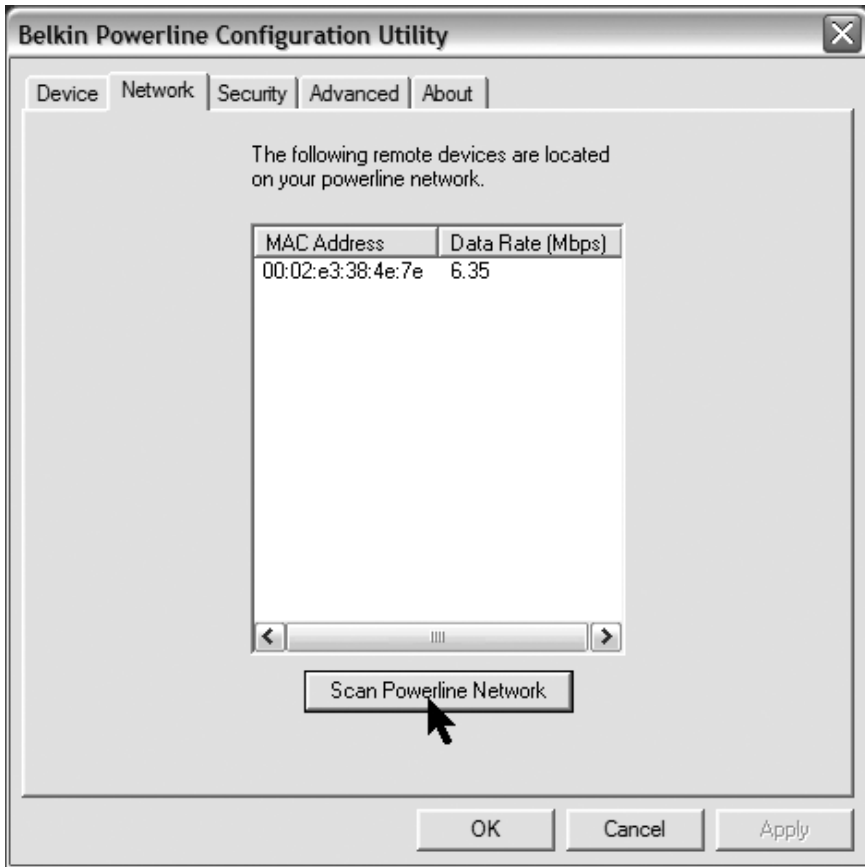 Belkin Powerline Configuration Utility
Device Network Security Advanced About
The following remote devices are located
on your powerline network.
MAC Address Data Rate (Mbps)
00:02:e3:38:4e:7e 6.35
Scan Powerline Network
OK Cancel Apply